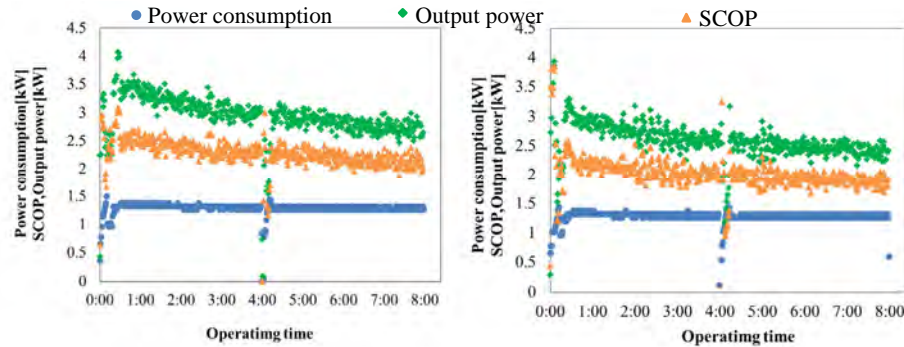 Power consumption Output power SCOP
Power consumption[kW]
SCOP,Output power[kW]
4.5
4
3.5
3
2.5
2
1.5
1
0.5
0
0:00 1:00 2:00 3:00 4:00 5:00 6:00 7:00 8:00
Operatimg time
Power consumption[kW]
SCOP,Output power[kW]
4.5
4
3.5
3
2.5
2
1.5
1
0.5
0
0:00 1:00 2:00 3:00 4:00 5:00 6:00 7:00 8:00
Operatimg time